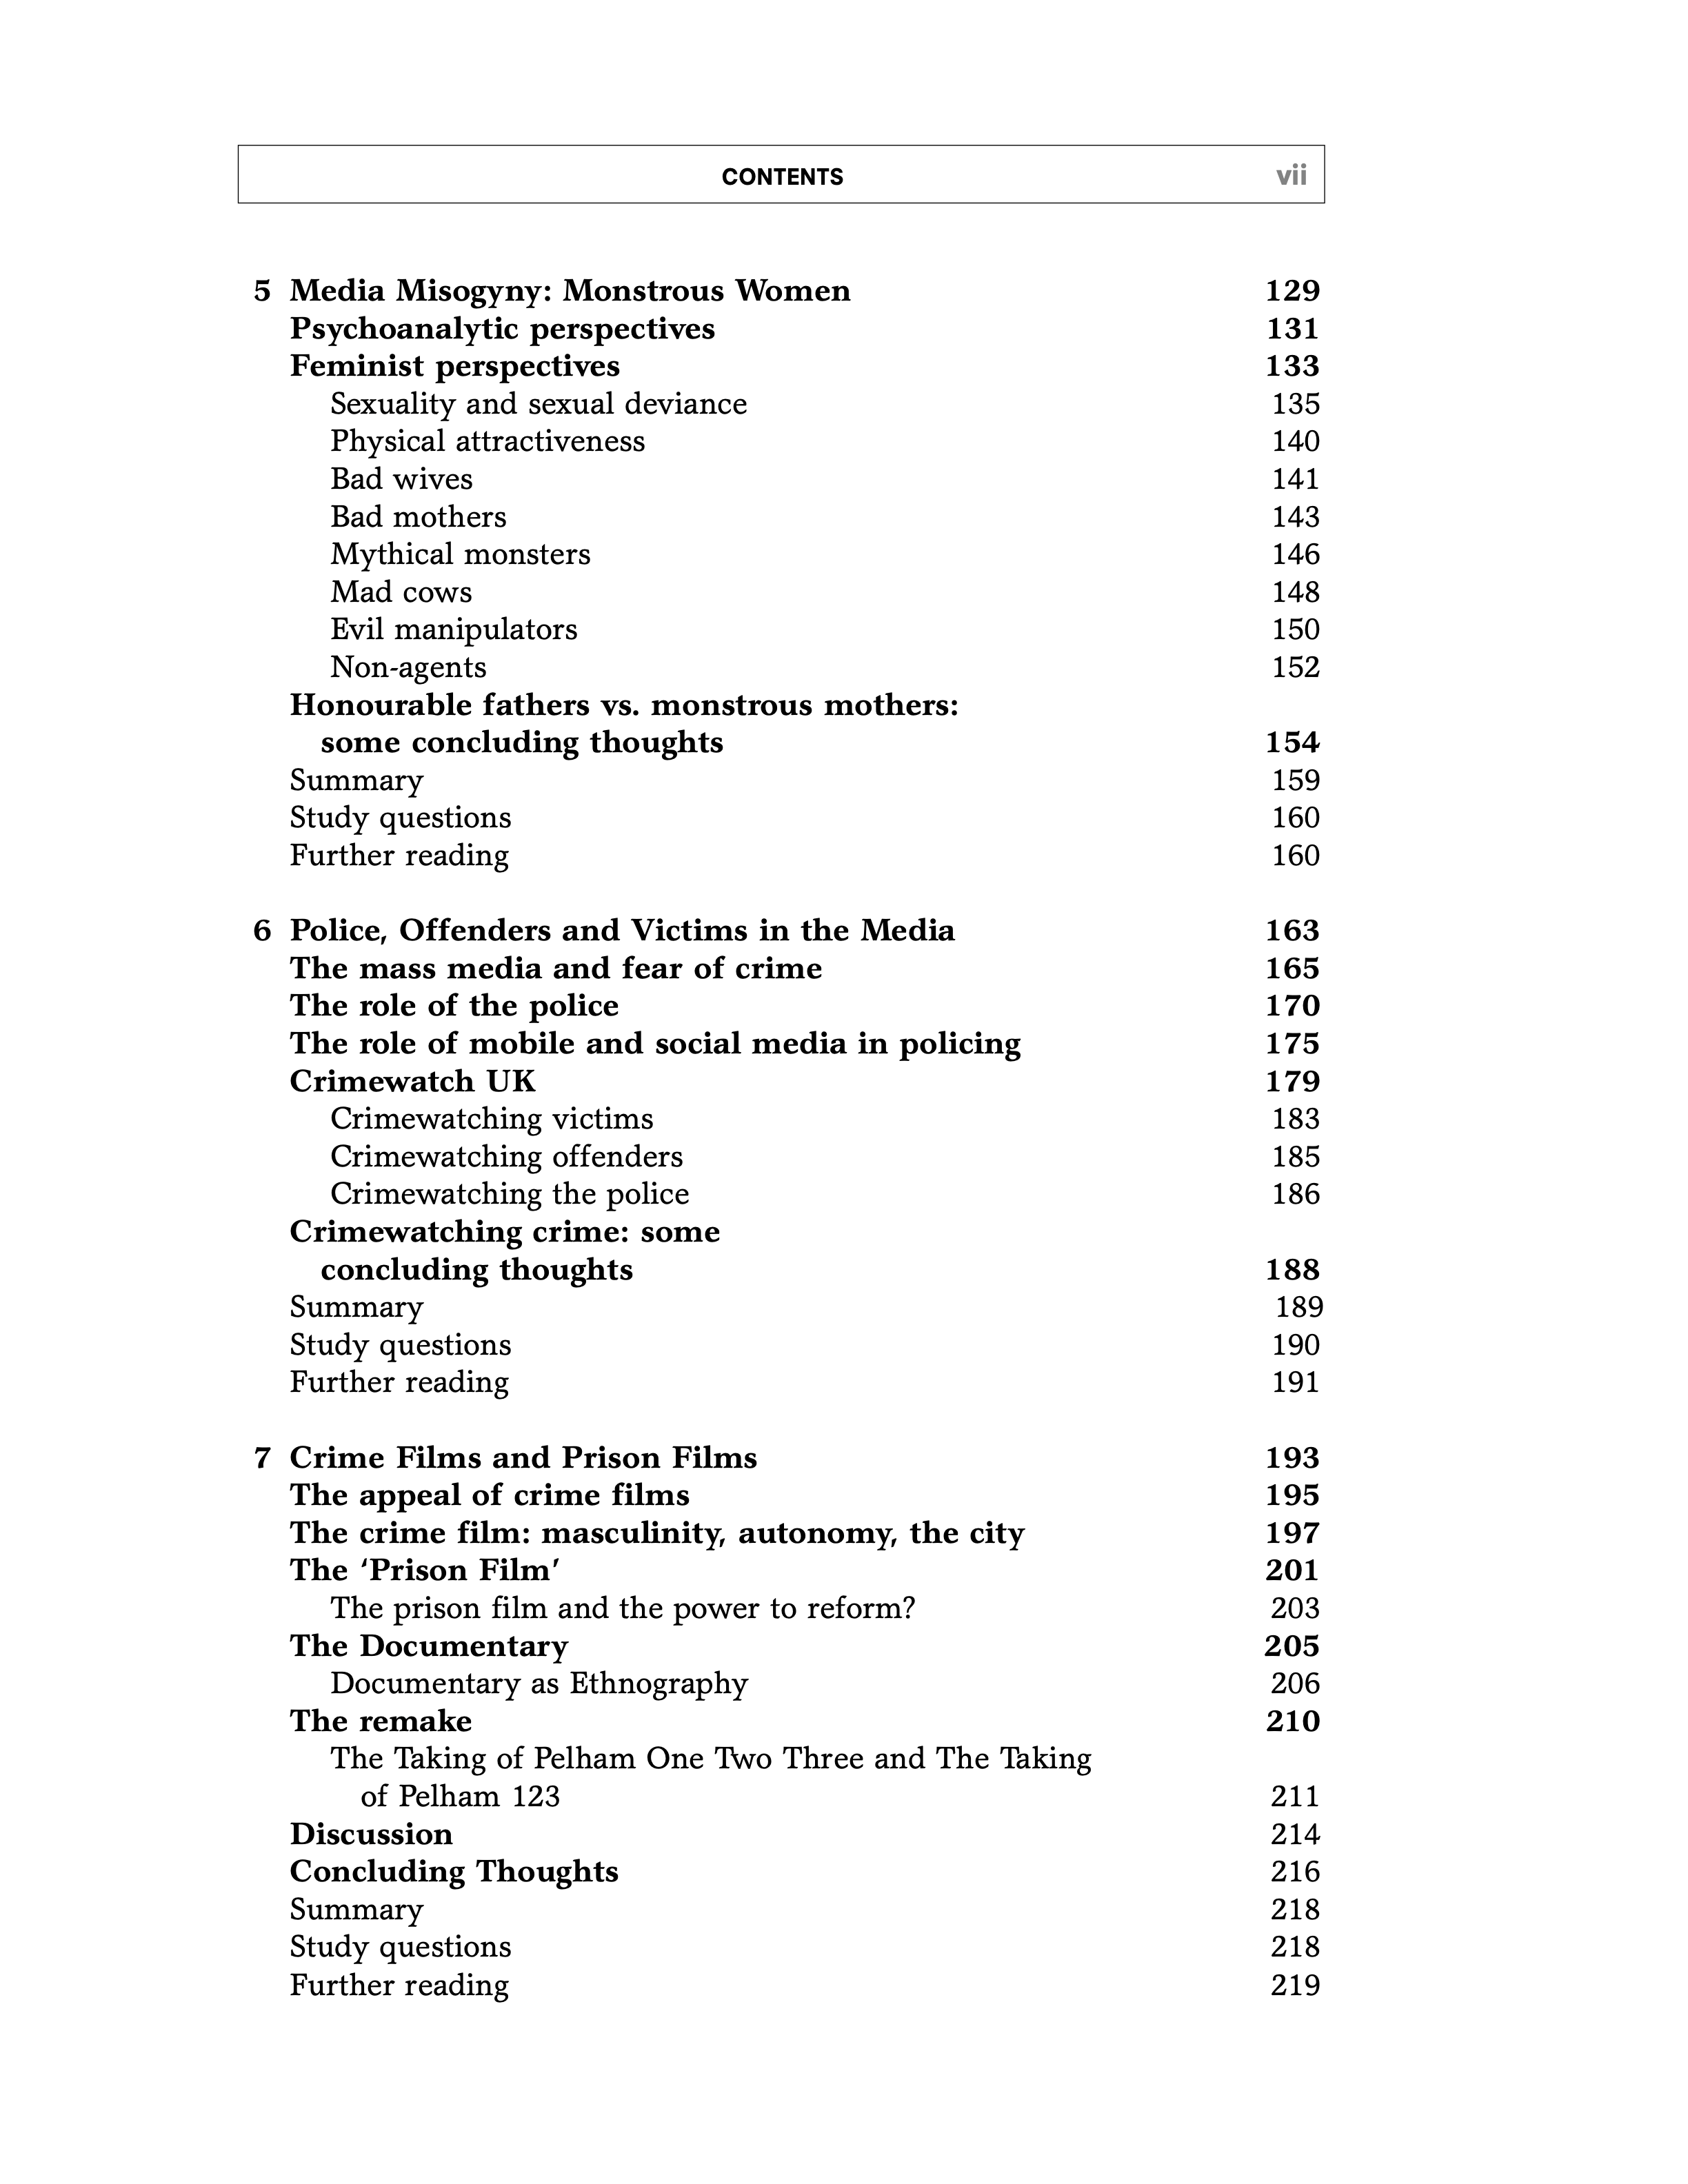 CONTENTS vii
5 Media Misogyny: Monstrous Women 129
Psychoanalytic perspectives 131
Feminist perspectives 133
Sexuality and sexual deviance 135
Physical attractiveness 140
Bad wives 141
Bad mothers 143
Mythical monsters 146
Mad cows 148
Evil manipulators 150
Non-agents 152
Honourable fathers vs. monstrous mothers:
some concluding thoughts 154
Summary 159
Study questions 160
Further reading 160
6 Police, Offenders and Victims in the Media 163
The mass media and fear of crime 165
The role of the police 170
The role of mobile and social media in policing 175
Crimewatch UK 179
Crimewatching victims 183
Crimewatching offenders 185
Crimewatching the police 186
Crimewatching crime: some
concluding thoughts 188
Summary 189
Study questions 190
Further reading 191
7 Crime Films and Prison Films 193
The appeal of crime films 195
The crime film: masculinity, autonomy, the city 197
The ‘Prison Film’ 201
The prison film and the power to reform? 203
The Documentary 205
Documentary as Ethnography 206
The remake 210
The Taking of Pelham One Two Three and The Taking
of Pelham 123 211
Discussion 214
Concluding Thoughts 216
Summary 218
Study questions 218
Further reading 219